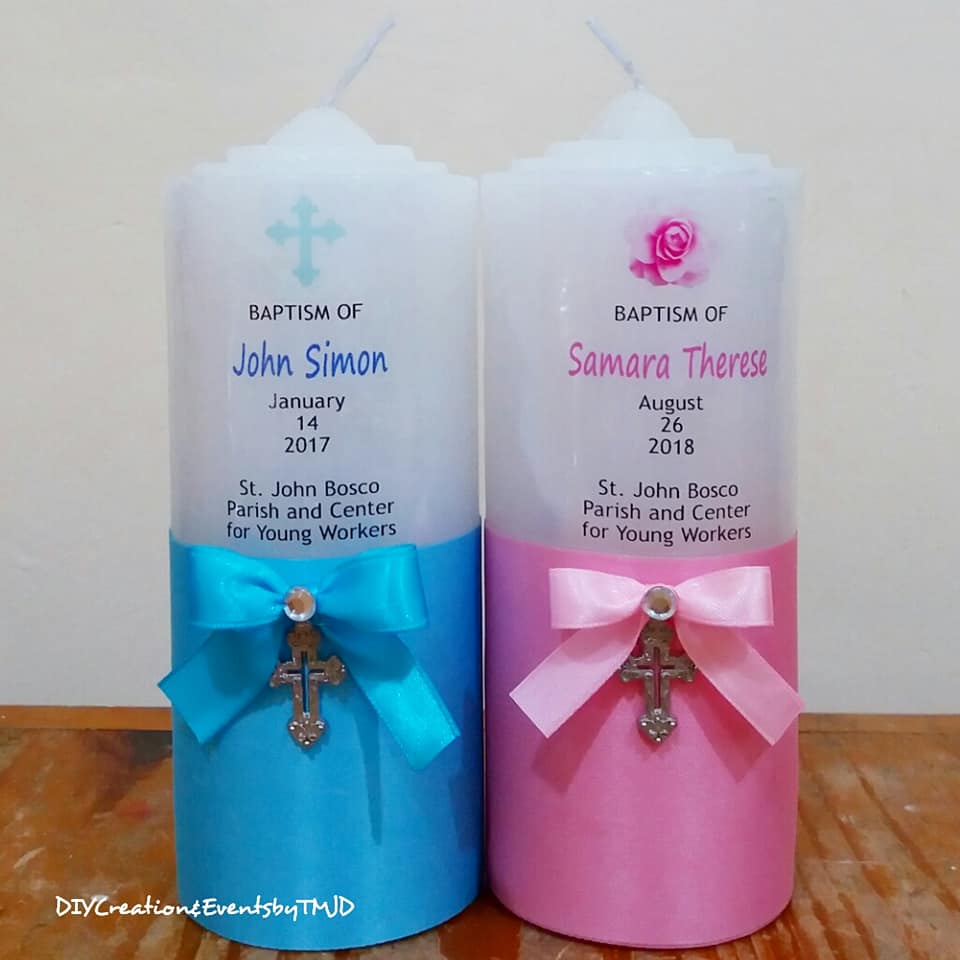 BAPTISM OF
John Simon
January
14
2017
St. John Bosco
Parish and Center
for Young Workers
BAPTISM OF
Samara Therese
August
26
2018
St. John Bosco
Parish and Center
for Young Workers
DIYCreation&EventsbyTMJD